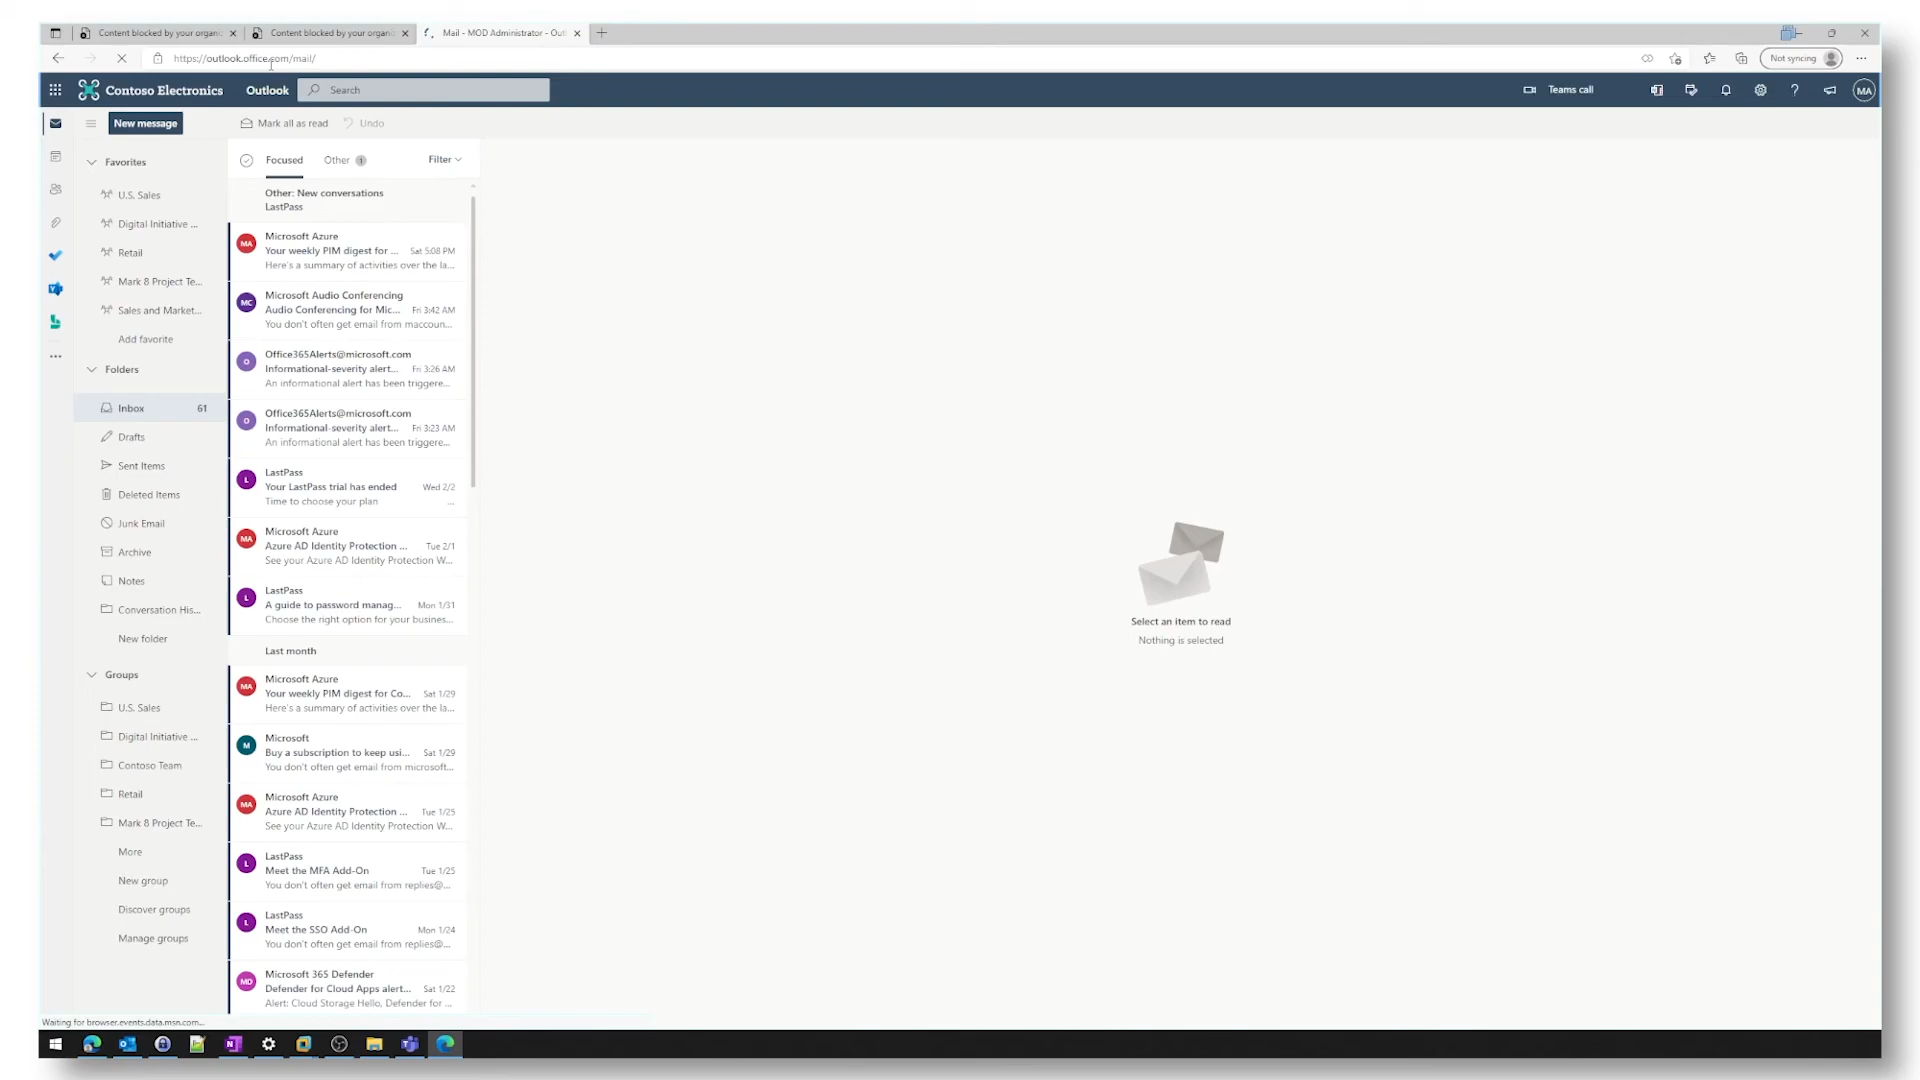 Content blocked by your organi
Content blocked by your organi
Mail - MOD Administrator - Outl
https://outlook.office.com/mail/
Not syncing
Contoso Electronics
Outlook
Search
Teams call
MA
New message
Mark all as read
Undo
Favorites
U.S. Sales
Digital Initiative ...
Retail
Mark 8 Project Te...
Sales and Market...
Add favorite
Folders
Inbox 61
Drafts
Sent Items
Deleted Items
Junk Email
Archive
Notes
Conversation His...
New folder
Groups
U.S. Sales
Digital Initiative ...
Contoso Team
Retail
Mark 8 Project Te...
More
New group
Discover groups
Manage groups
Focused
Other 1
Filter
Other: New conversations
LastPass
MA
Microsoft Azure
Your weekly PIM digest for ... Sat 5:08 PM
Here's a summary of activities over the la...
MC
Microsoft Audio Conferencing
Audio Conferencing for Mic... Fri 3:42 AM
You don't often get email from maccoun...
O
Office365Alerts@microsoft.com
Informational-severity alert... Fri 3:26 AM
An informational alert has been triggere...
O
Office365Alerts@microsoft.com
Informational-severity alert... Fri 3:23 AM
An informational alert has been triggere...
L
LastPass
Your LastPass trial has ended Wed 2/2
Time to choose your plan ...
MA
Microsoft Azure
Azure AD Identity Protection ... Tue 2/1
See your Azure AD Identity Protection W...
L
LastPass
A guide to password manag... Mon 1/31
Choose the right option for your busines...
Last month
MA
Microsoft Azure
Your weekly PIM digest for Co... Sat 1/29
Here's a summary of activities over the la...
M
Microsoft
Buy a subscription to keep usi... Sat 1/29
You don't often get email from microsoft...
MA
Microsoft Azure
Azure AD Identity Protection ... Tue 1/25
See your Azure AD Identity Protection W...
L
LastPass
Meet the MFA Add-On Tue 1/25
You don't often get email from replies@...
L
LastPass
Meet the SSO Add-On Mon 1/24
You don't often get email from replies@...
MD
Microsoft 365 Defender
Defender for Cloud Apps alert... Sat 1/22
Alert: Cloud Storage Hello, Defender for ...
Select an item to read
Nothing is selected
Waiting for browser.events.data.msn.com...